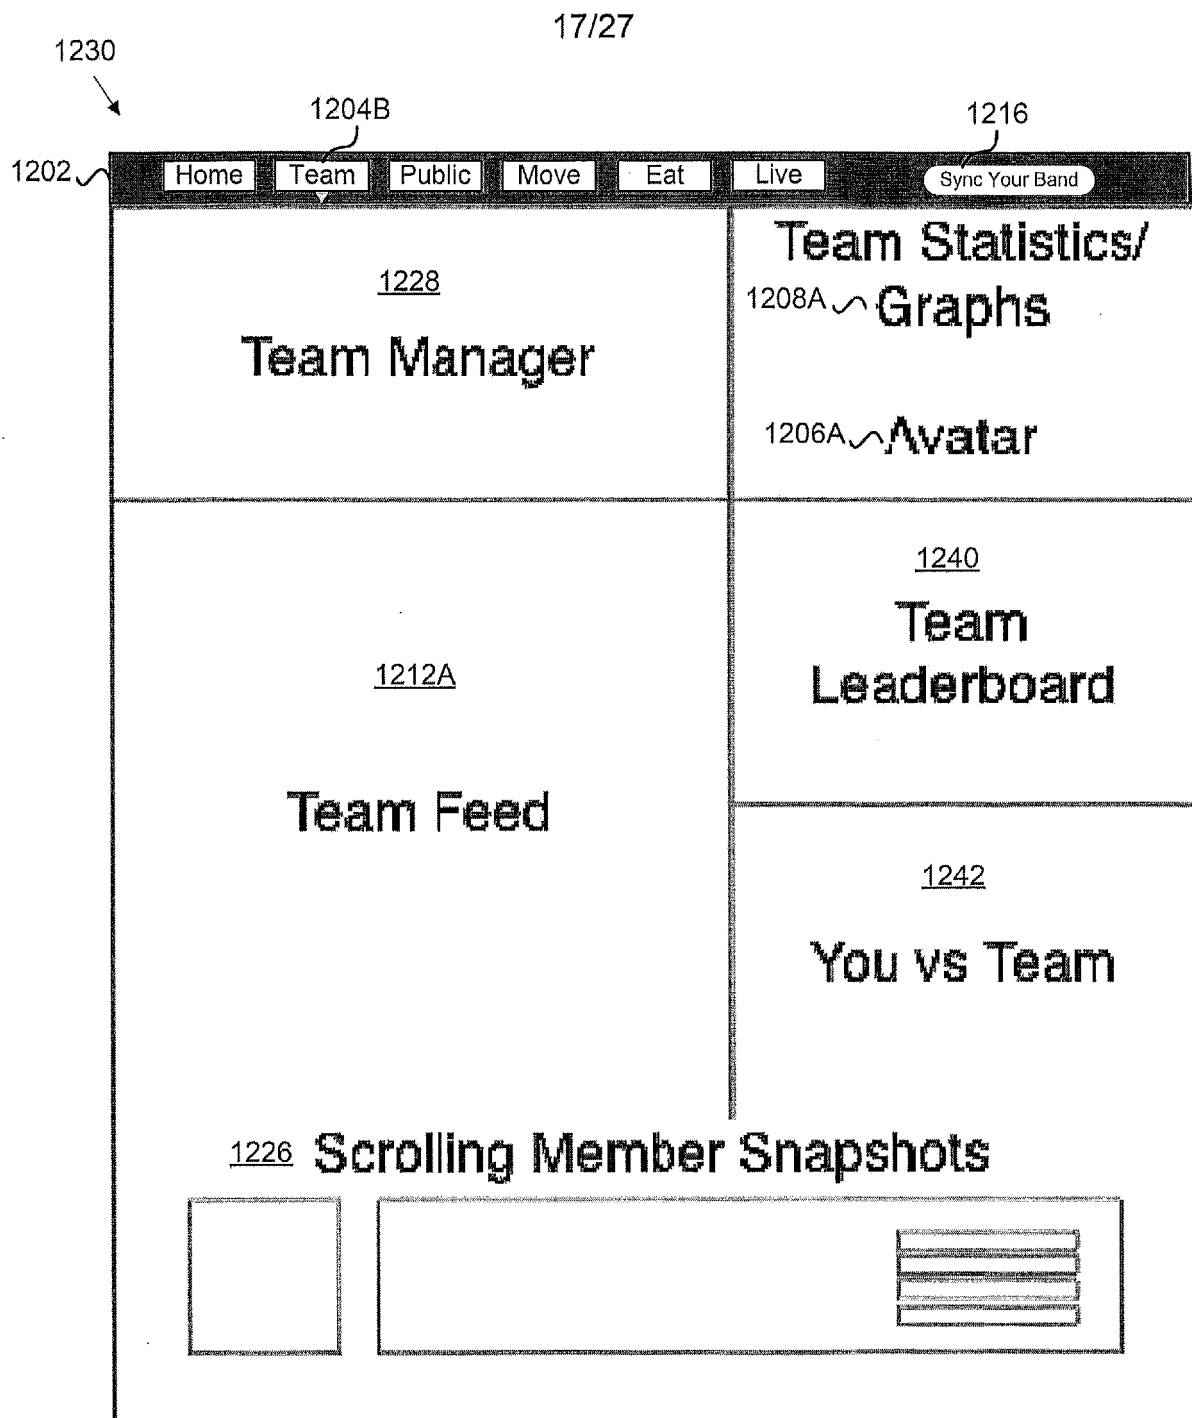 17/27
1230
1204B
1216
1202
Home Team Public Move Eat Live Sync Your Band
1228
Team Manager
Team Statistics/
1208A Graphs
1206A Avatar
1212A
Team Feed
1240
Team
Leaderboard
1242
You vs Team
1226 Scrolling Member Snapshots